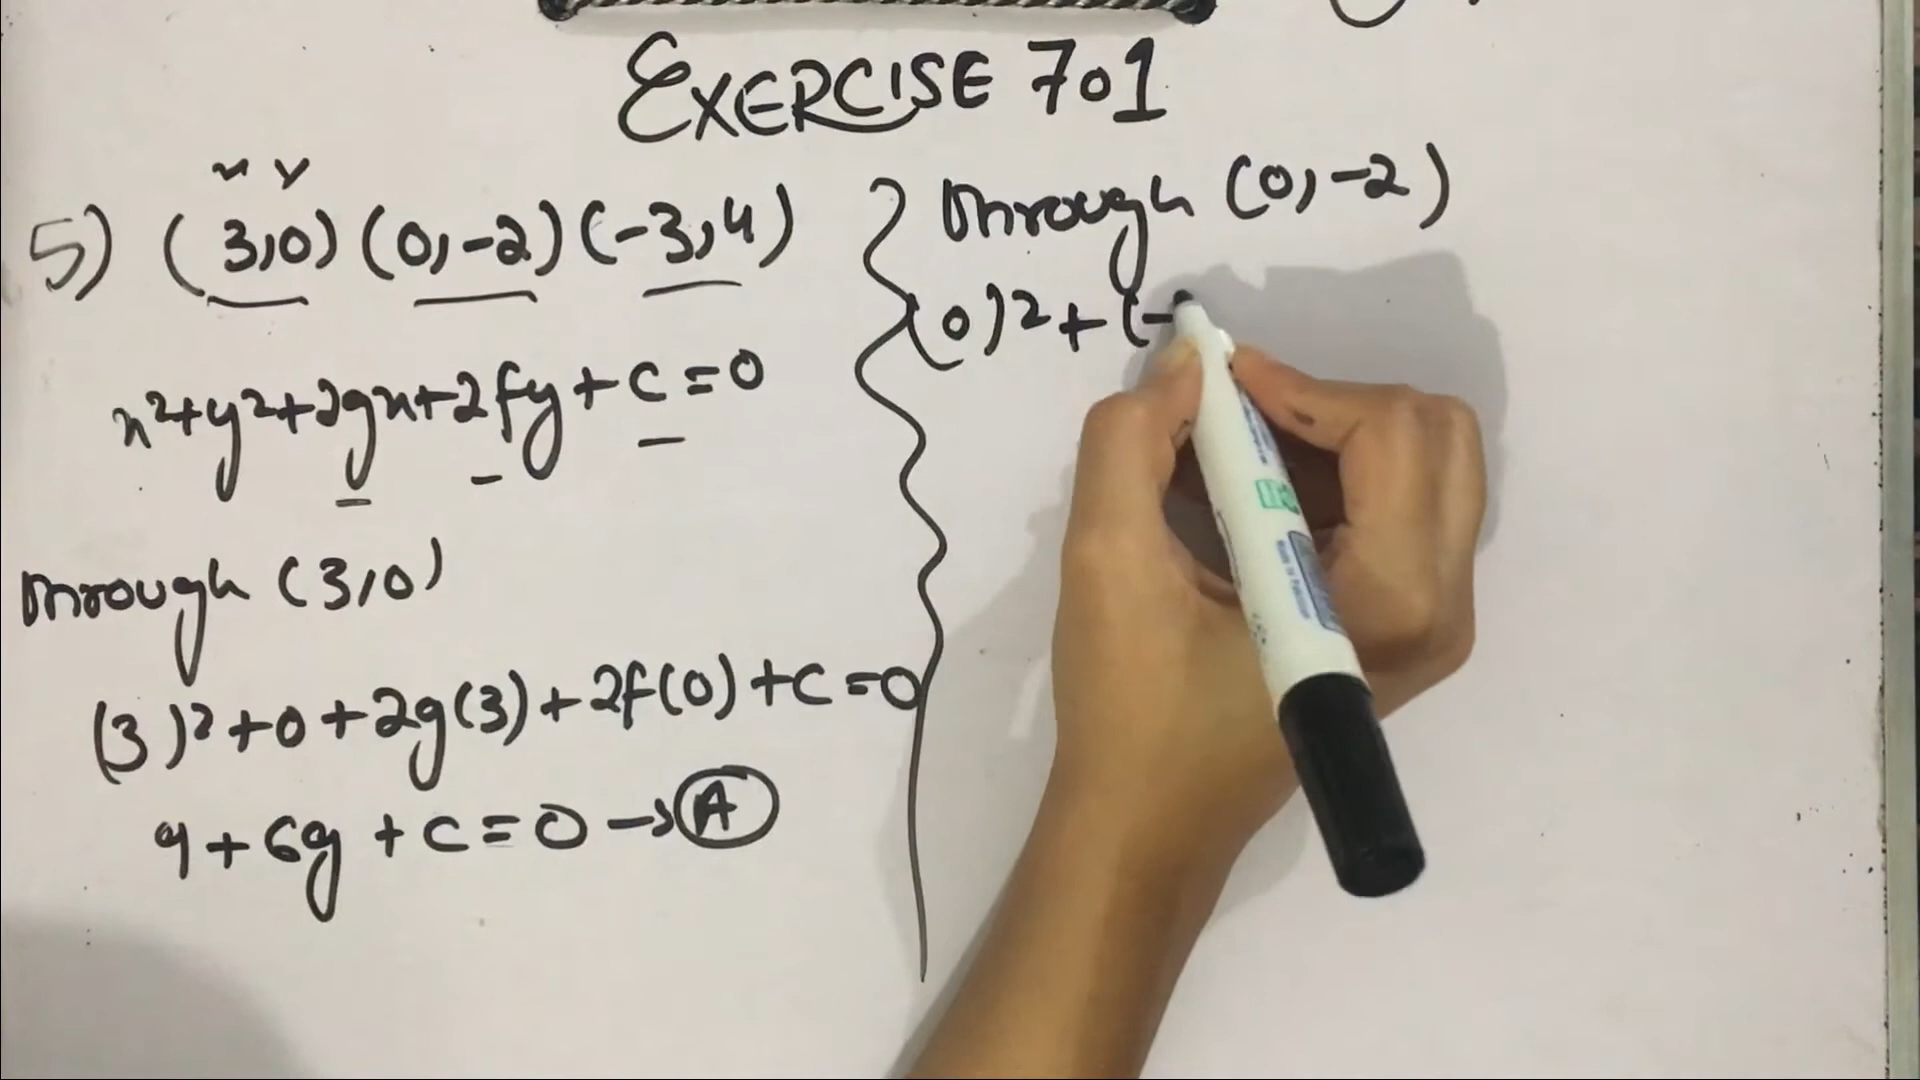 EXERCISE 7.1
x y
5) (3,0) (0,-2) (-3,4)
x²+y²+2gx+2fy+c=0
through (3,0)
(3)²+0+2g(3)+2f(0)+c=0
9+6g+c=0→Ⓐ
through (0,-2)
(0)²+(-